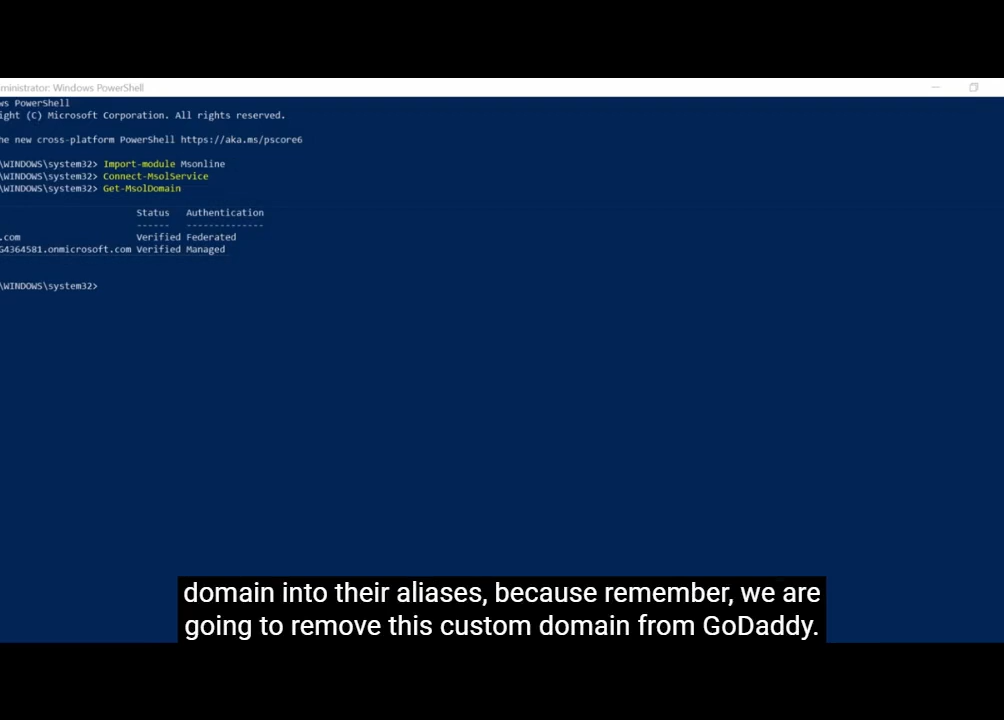 ministrator: Windows PowerShell
ws PowerShell
ight (C) Microsoft Corporation. All rights reserved.
he new cross-platform PowerShell https://aka.ms/pscore6
\WINDOWS\system32> Import-module Msonline
\WINDOWS\system32> Connect-MsolService
\WINDOWS\system32> Get-MsolDomain
Status Authentication
------ --------------
.com Verified Federated
G4364581.onmicrosoft.com Verified Managed
\WINDOWS\system32>
domain into their aliases, because remember, we are
going to remove this custom domain from GoDaddy.